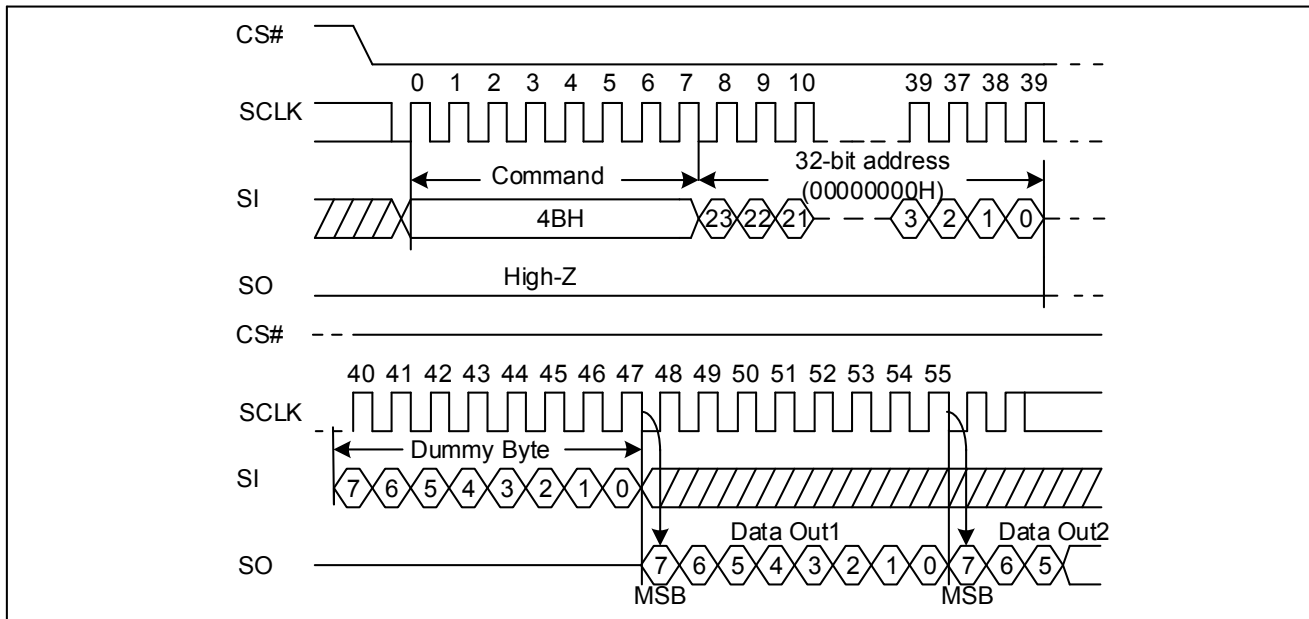 CS#
0 1 2 3 4 5 6 7 8 9 10 39 37 38 39
SCLK
Command
32-bit address
(00000000H)
SI
4BH
23 22 21 3 2 1 0
High-Z
SO
CS#
40 41 42 43 44 45 46 47 48 49 50 51 52 53 54 55
SCLK
Dummy Byte
SI
7 6 5 4 3 2 1 0
Data Out1
Data Out2
SO
7 6 5 4 3 2 1 0 7 6 5
MSB
MSB